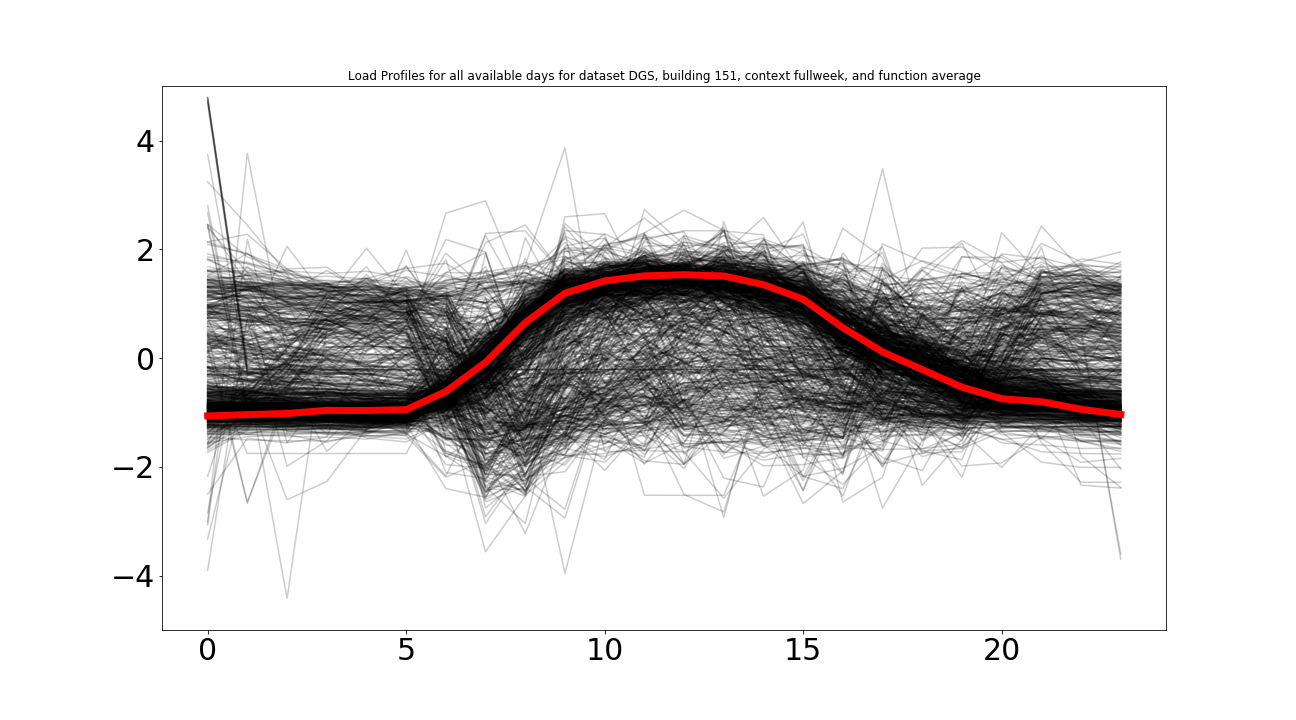 Load Profiles for all available days for dataset DGS, building 151, context fullweek, and function average
4
2
0
−2
−4
0 5 10 15 20